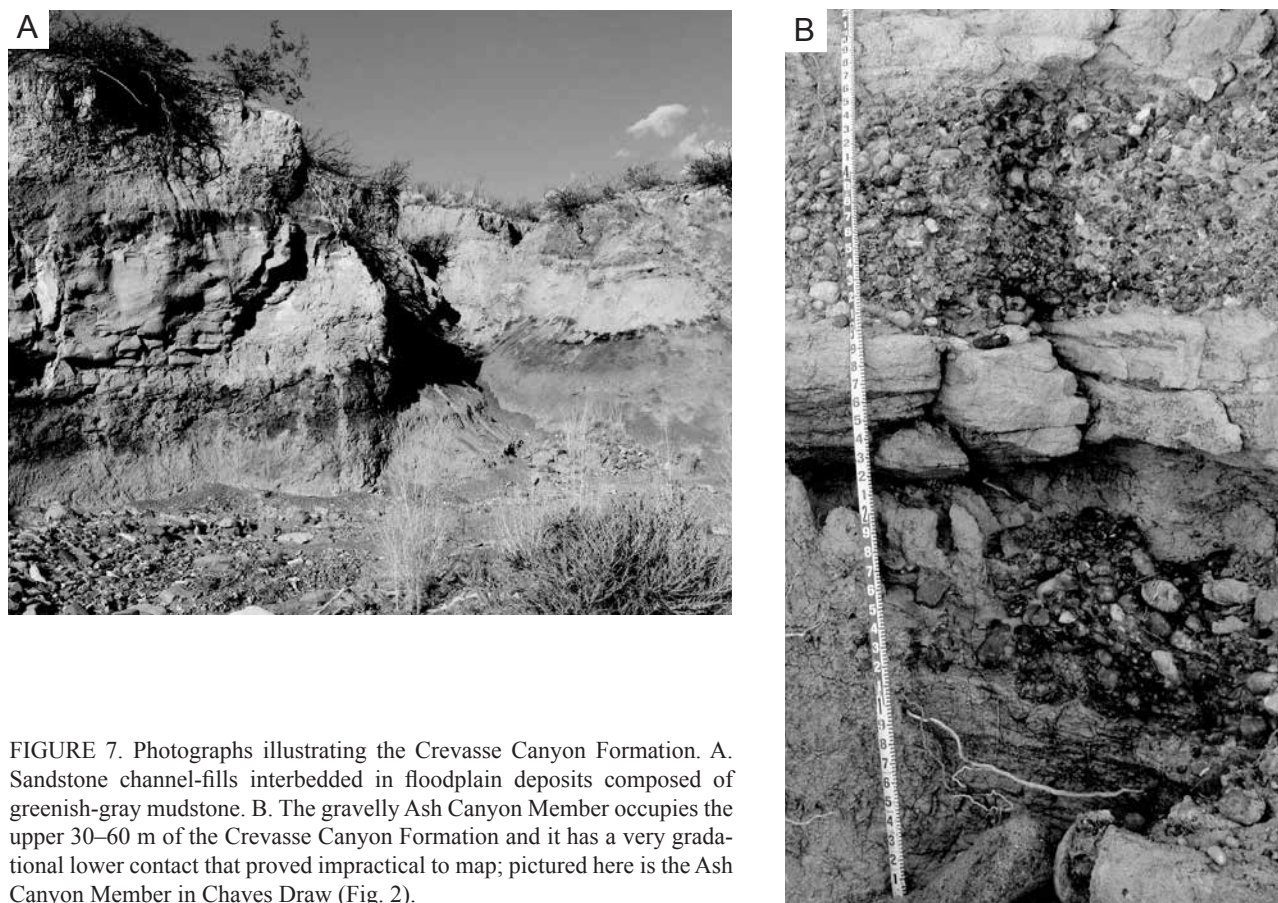 A
B
FIGURE 7. Photographs illustrating the Crevasse Canyon Formation. A.
Sandstone channel-fills interbedded in floodplain deposits composed of
greenish-gray mudstone. B. The gravelly Ash Canyon Member occupies the
upper 30–60 m of the Crevasse Canyon Formation and it has a very grada-
tional lower contact that proved impractical to map; pictured here is the Ash
Canyon Member in Chaves Draw (Fig. 2).